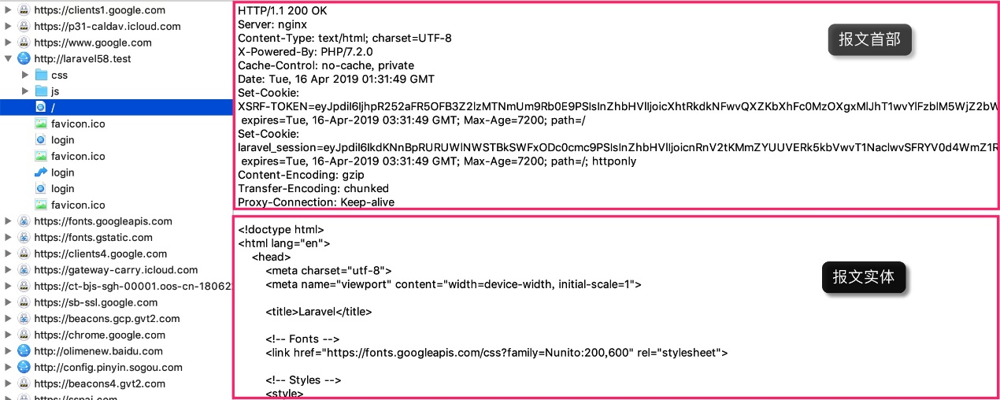 https://clients1.google.com
https://p31-caldav.icloud.com
https://www.google.com
http://laravel58.test
css
js
/
favicon.ico
login
favicon.ico
login
login
favicon.ico
https://fonts.googleapis.com
https://fonts.gstatic.com
https://clients4.google.com
https://gateway-carry.icloud.com
https://ct-bjs-sgh-00001.oos-cn-18062
https://sb-ssl.google.com
https://beacons.gcp.gvt2.com
https://chrome.google.com
http://olimenew.baidu.com
http://config.pinyin.sogou.com
https://beacons4.gvt2.com
https://sspai.com
HTTP/1.1 200 OK
Server: nginx
Content-Type: text/html; charset=UTF-8
X-Powered-By: PHP/7.2.0
Cache-Control: no-cache, private
Date: Tue, 16 Apr 2019 01:31:49 GMT
Set-Cookie:
XSRF-TOKEN=
expires=Tue, 16-Apr-2019 03:31:49 GMT; Max-Age=7200; path=/
Set-Cookie:
laravel_session=
expires=Tue, 16-Apr-2019 03:31:49 GMT; Max-Age=7200; path=/; httponly
Content-Encoding: gzip
Transfer-Encoding: chunked
Proxy-Connection: Keep-alive
报文首部
<!doctype html>
<html lang="en">
<head>
<meta charset="utf-8">
<meta name="viewport" content="width=device-width, initial-scale=1">
<title>Laravel</title>
<!-- Fonts -->
<link href="https://fonts.googleapis.com/css?family=Nunito:200,600" rel="stylesheet">
<!-- Styles -->
<style>
报文实体